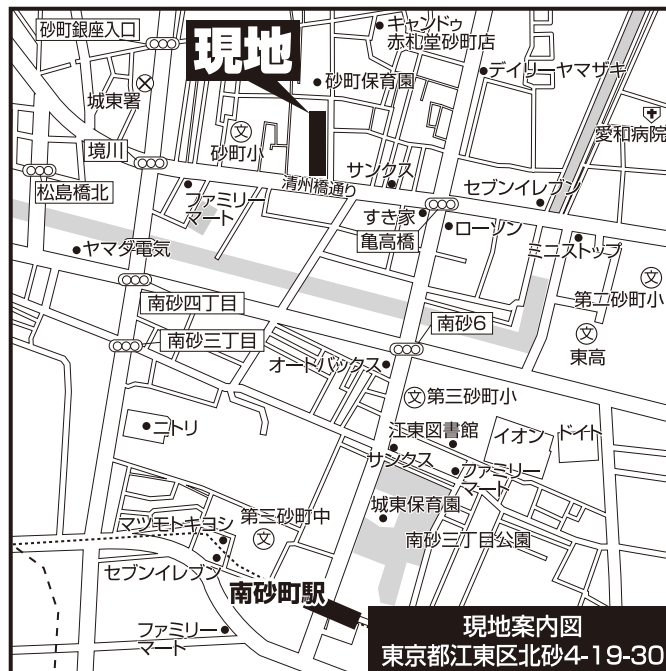 キャンドゥ
赤札堂砂町店
砂町銀座入口
現地
デイリーヤマザキ
砂町保育園
城東署
文
砂町小
愛和病院
境川
サンクス
清州橋通り
松島橋北
ファミリー
マート
セブンイレブン
すき家
亀高橋
ローソン
ヤマダ電気
ミニストップ
文
第二砂町小
南砂四丁目
南砂6
文
東高
南砂三丁目
オートバックス
文 第三砂町小
ニトリ
江東図書館
イオン
ドイト
サンクス
ファミリー
マート
城東保育園
第三砂町中
文
マツモトキヨシ
南砂三丁目公園
セブンイレブン
南砂町駅
ファミリー
マート
現地案内図
東京都江東区北砂4-19-30